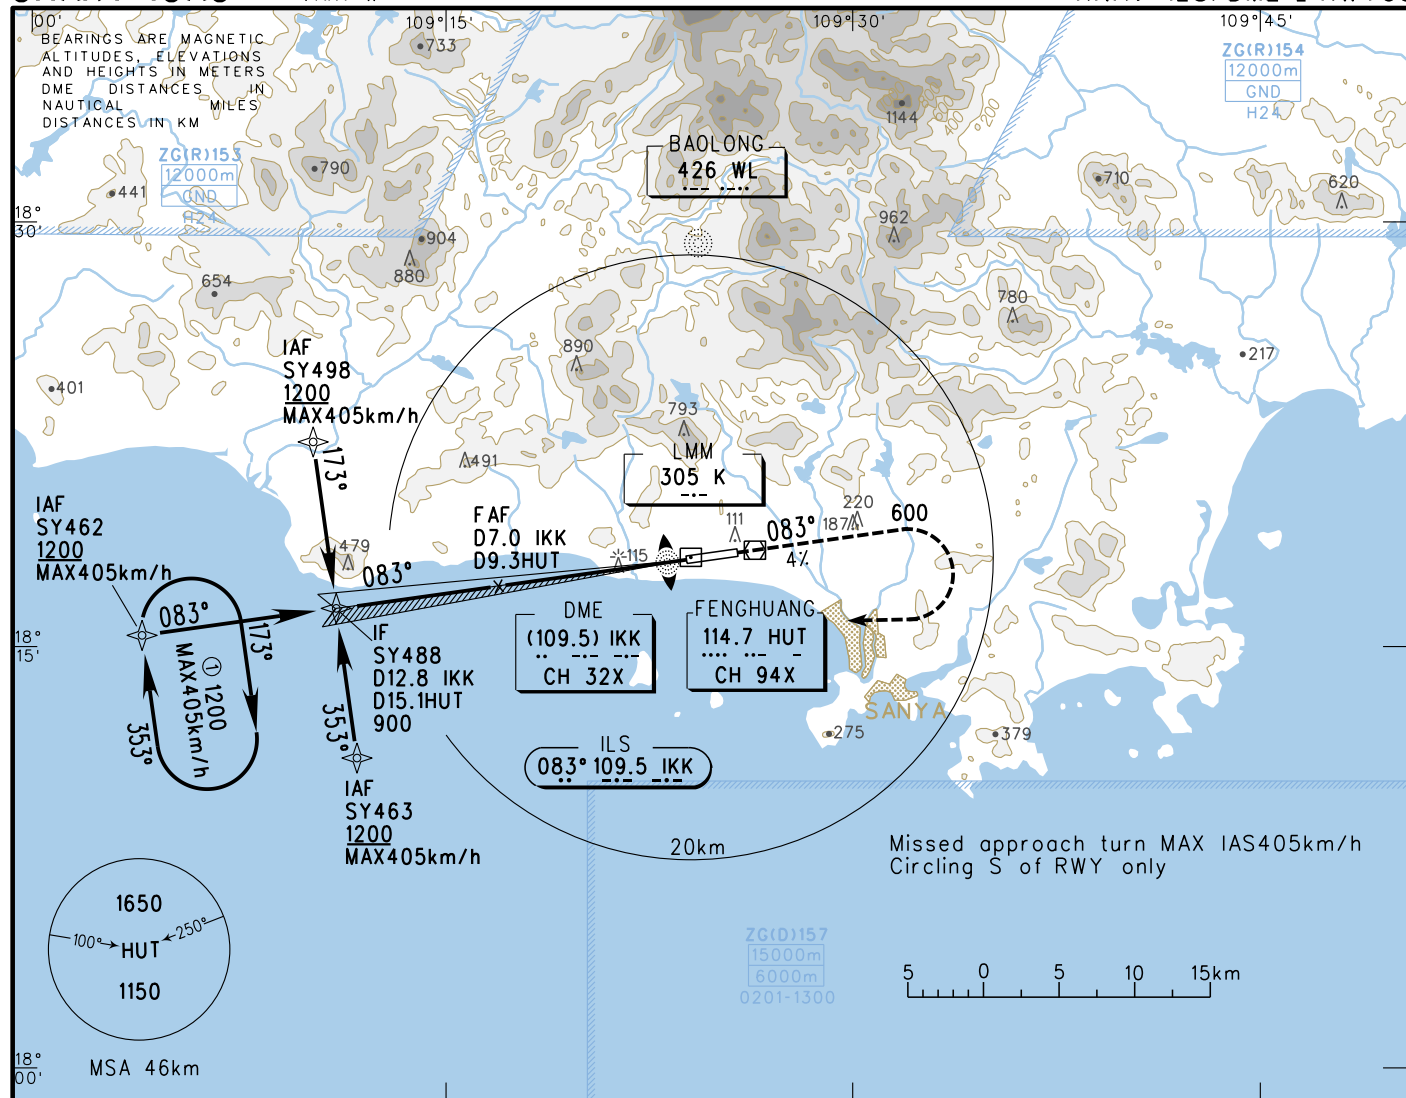 00'
109°15'
109°30'
109°45'
BEARINGS ARE MAGNETIC
ALTITUDES, ELEVATIONS
AND HEIGHTS IN METERS
DME DISTANCES IN
NAUTICAL MILES
DISTANCES IN KM
733
ZG(R)154
12000m
GND
H24
1144
400
200
ZG(R)153
12000m
GND
H24
790
441
BAOLONG
426 WL
710
620
18°
30'
904
880
962
654
780
890
217
401
IAF
SY498
1200
MAX405km/h
173°
793
491
LMM
305 K
IAF
SY462
1200
MAX405km/h
FAF
D7.0 IKK
D9.3HUT
479
083°
115
111
083°
4%
187
220
600
083°
173°
① 1200
MAX405km/h
353°
18°
15'
IF
SY488
D12.8 IKK
D15.1HUT
900
DME
(109.5) IKK
CH 32X
FENGHUANG
114.7 HUT
CH 94X
SANYA
275
379
353°
IAF
SY463
1200
MAX405km/h
ILS
083° 109.5 IKK
20km
Missed approach turn MAX IAS405km/h
Circling S of RWY only
1650
100°
250°
HUT
1150
MSA 46km
ZG(D)157
15000m
6000m
0201-1300
5 0 5 10 15km
18°
00'